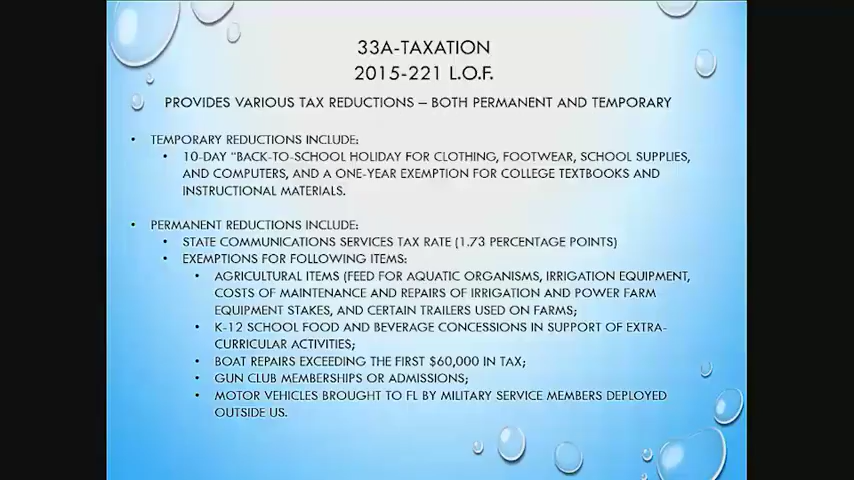 33A-TAXATION
2015-221 L.O.F.
PROVIDES VARIOUS TAX REDUCTIONS – BOTH PERMANENT AND TEMPORARY
• TEMPORARY REDUCTIONS INCLUDE:
• 10-DAY "BACK-TO-SCHOOL HOLIDAY FOR CLOTHING, FOOTWEAR, SCHOOL SUPPLIES,
AND COMPUTERS, AND A ONE-YEAR EXEMPTION FOR COLLEGE TEXTBOOKS AND
INSTRUCTIONAL MATERIALS.
• PERMANENT REDUCTIONS INCLUDE:
• STATE COMMUNICATIONS SERVICES TAX RATE (1.73 PERCENTAGE POINTS)
• EXEMPTIONS FOR FOLLOWING ITEMS:
• AGRICULTURAL ITEMS (FEED FOR AQUATIC ORGANISMS, IRRIGATION EQUIPMENT,
COSTS OF MAINTENANCE AND REPAIRS OF IRRIGATION AND POWER FARM
EQUIPMENT STAKES, AND CERTAIN TRAILERS USED ON FARMS;
• K-12 SCHOOL FOOD AND BEVERAGE CONCESSIONS IN SUPPORT OF EXTRA-
CURRICULAR ACTIVITIES;
• BOAT REPAIRS EXCEEDING THE FIRST $60,000 IN TAX;
• GUN CLUB MEMBERSHIPS OR ADMISSIONS;
• MOTOR VEHICLES BROUGHT TO FL BY MILITARY SERVICE MEMBERS DEPLOYED
OUTSIDE US.